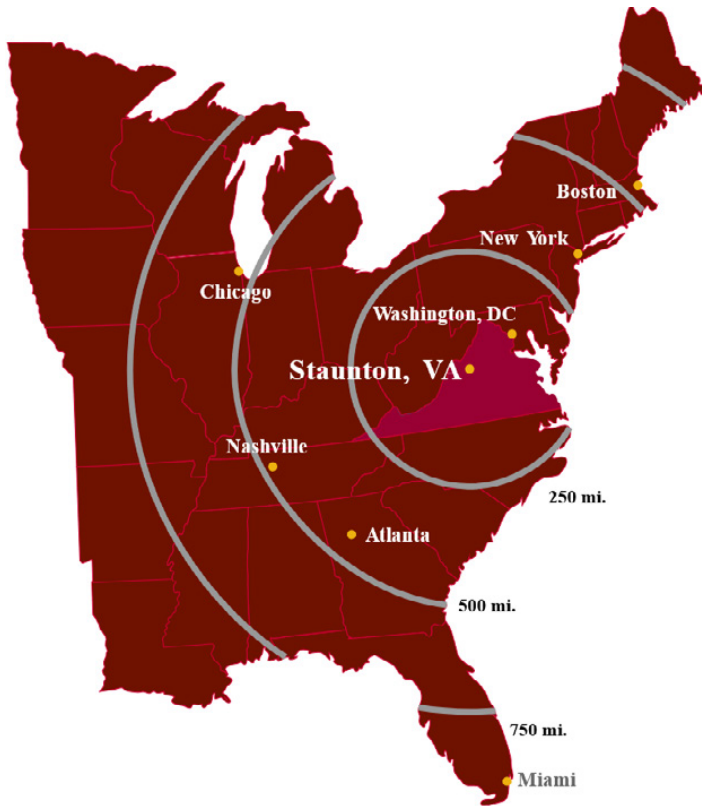 Boston
New York
Chicago
Washington, DC
Staunton, VA
Nashville
250 mi.
Atlanta
500 mi.
750 mi.
Miami